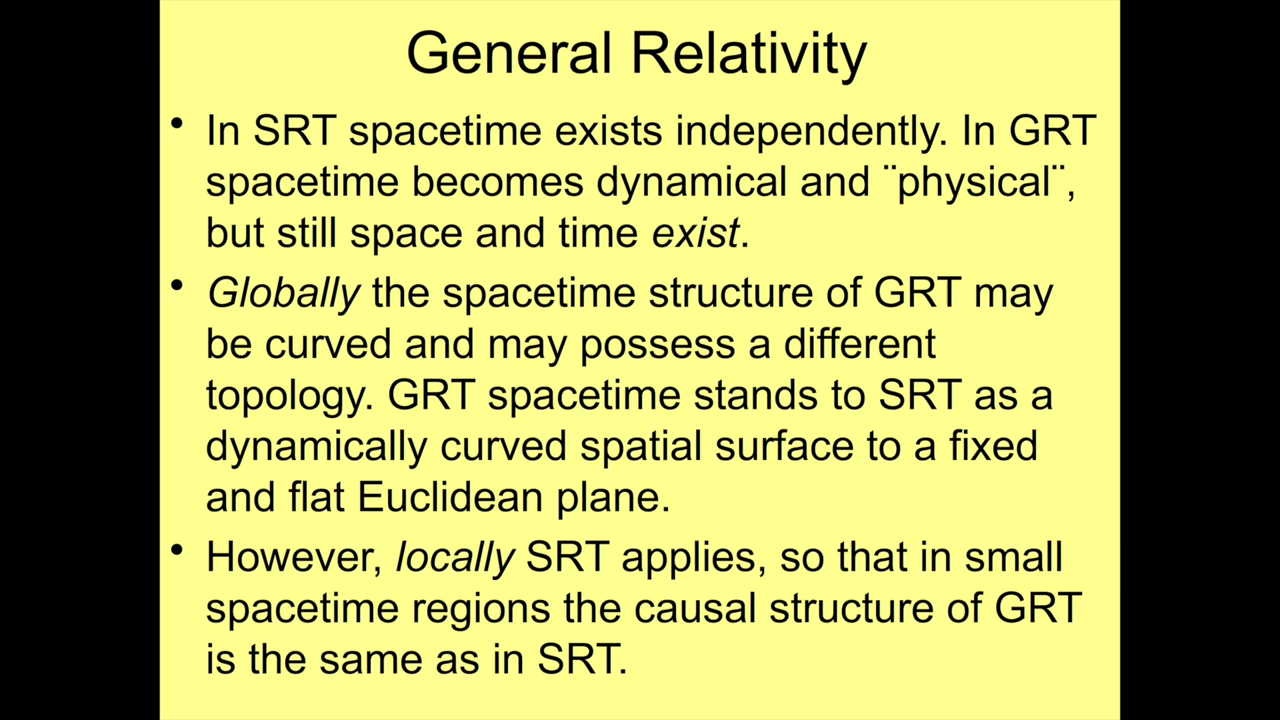 General Relativity
• In SRT spacetime exists independently. In GRT
spacetime becomes dynamical and ¨physical¨,
but still space and time exist.
• Globally the spacetime structure of GRT may
be curved and may possess a different
topology. GRT spacetime stands to SRT as a
dynamically curved spatial surface to a fixed
and flat Euclidean plane.
• However, locally SRT applies, so that in small
spacetime regions the causal structure of GRT
is the same as in SRT.